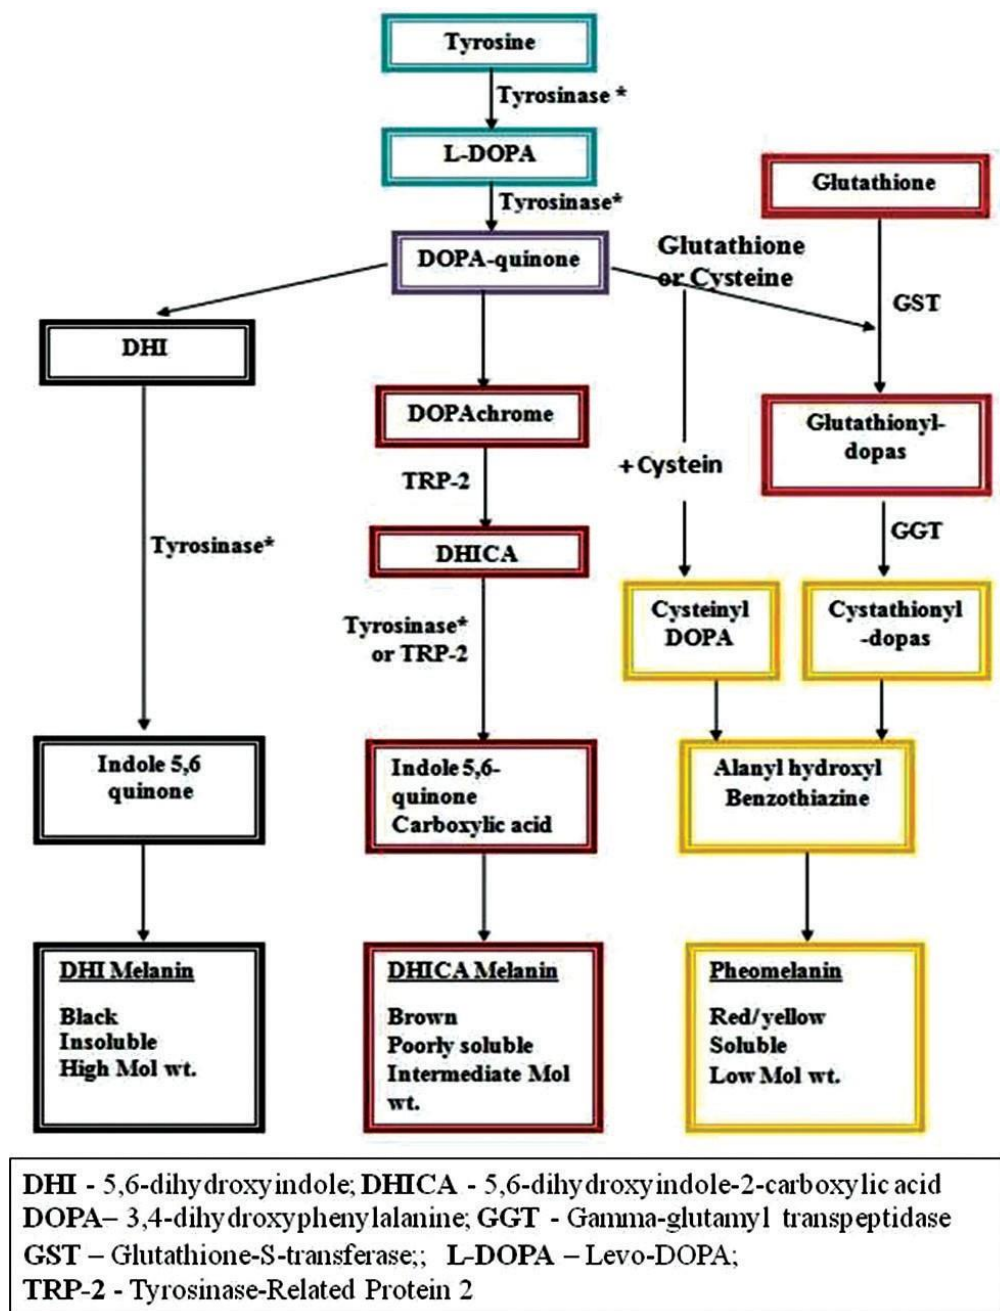 Tyrosine
Tyrosinase *
L-DOPA
Tyrosinase*
Glutathione
DOPA-quinone
Glutathione
or Cysteine
GST
DHI
DOPAchrome
Glutathionyl-
dopas
TRP-2
+Cystein
GGT
Tyrosinase*
DHICA
Tyrosinase*
or TRP-2
Cysteinyl
DOPA
Cystathionyl
-dopas
Indole 5,6
quinone
Indole 5,6-
quinone
Carboxylic acid
Alanyl hydroxyl
Benzothiazine
DHI Melanin
Black
Insoluble
High Mol wt.
DHICA Melanin
Brown
Poorly soluble
Intermediate Mol
wt.
Pheomelanin
Red/yellow
Soluble
Low Mol wt.
DHI - 5,6-dihydroxyindole; DHICA - 5,6-dihydroxyindole-2-carboxylic acid
DOPA– 3,4-dihydroxyphenylalanine; GGT - Gamma-glutamyl transpeptidase
GST – Glutathione-S-transferase;; L-DOPA – Levo-DOPA;
TRP-2 - Tyrosinase-Related Protein 2